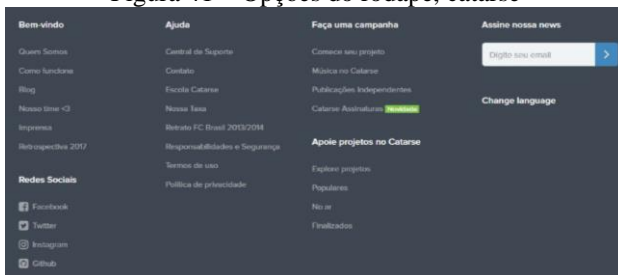 Figura 41 – Opções do rodapé, catarse
Bem-vindo
Quem Somos
Como funciona
Blog
Nosso time <3
Imprensa
Retrospectiva 2017
Redes Sociais
Facebook
Twitter
Instagram
Github
Ajuda
Central de Suporte
Contato
Escola Catarse
Nossa Taxa
Retrato FC Brasil 2013/2014
Responsabilidades e Segurança
Termos de uso
Política de privacidade
Faça uma campanha
Comece seu projeto
Música no Catarse
Publicações Independentes
Catarse Assinaturas Novidade
Apoie projetos no Catarse
Explore projetos
Populares
No ar
Finalizados
Assine nossa news
Digite seu email
Change language